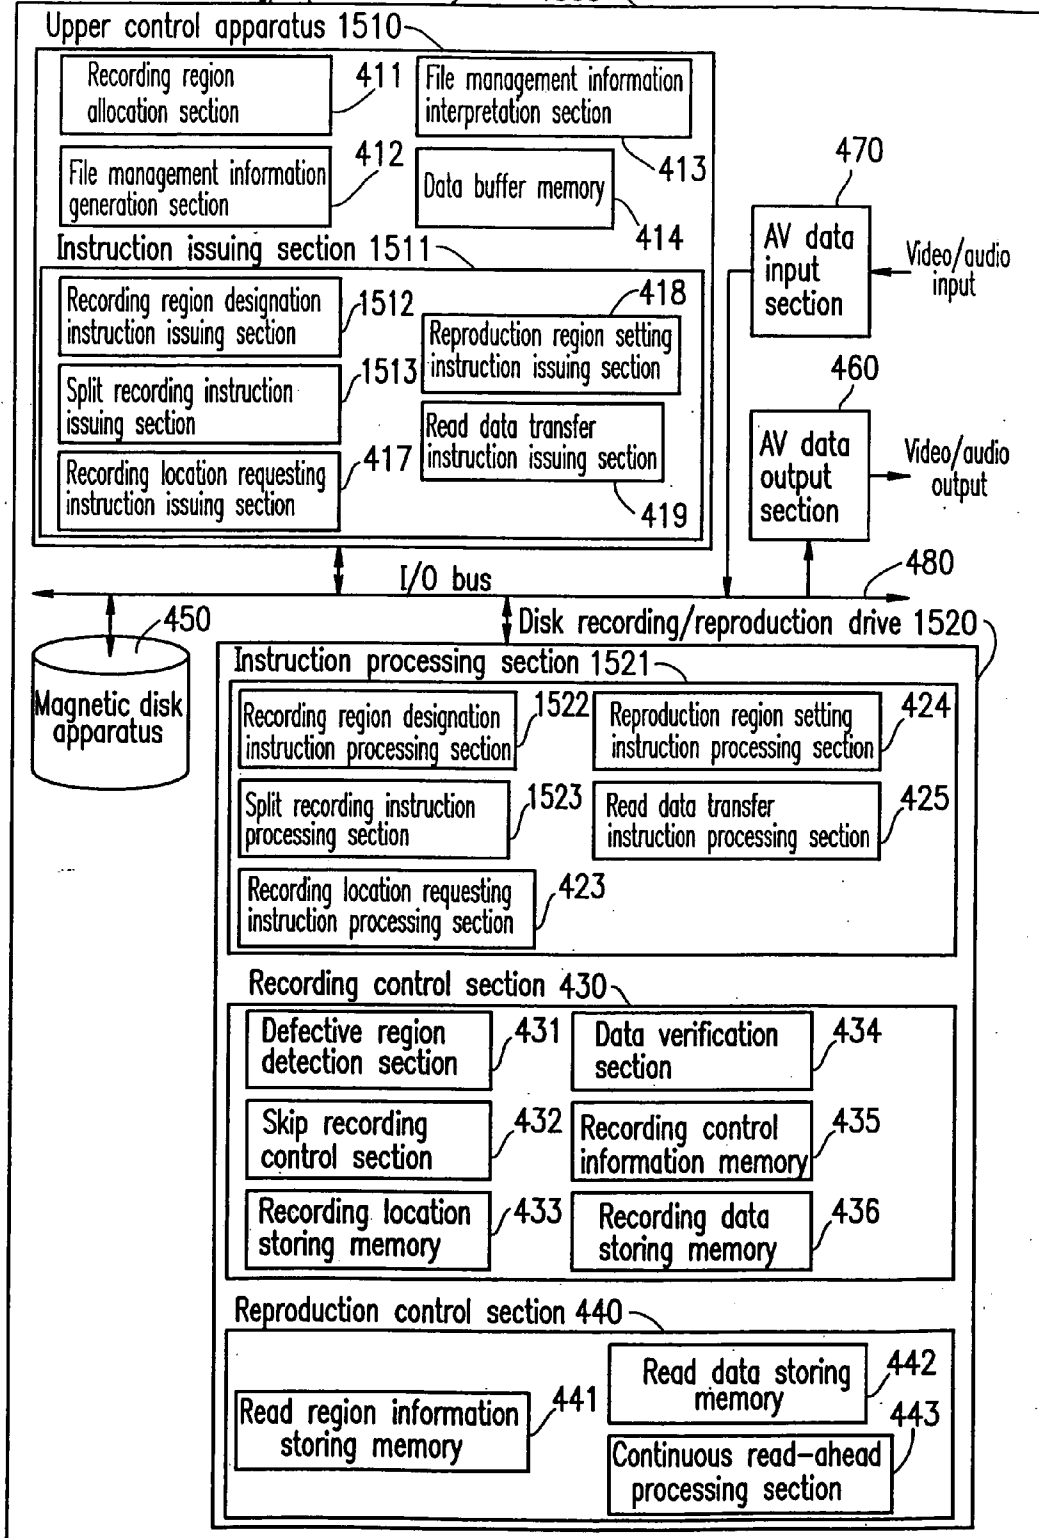 Upper control apparatus 1510
Recording region
allocation section
411
File management information
interpretation section
413
File management information
generation section
412
Data buffer memory
414
Instruction issuing section 1511
Recording region designation
instruction issuing section
1512
Reproduction region setting
instruction issuing section
418
Split recording instruction
issuing section
1513
Read data transfer
instruction issuing section
419
Recording location requesting
instruction issuing section
417
470
AV data
input
section
Video/audio
input
460
AV data
output
section
Video/audio
output
I/O bus
480
450
Magnetic disk
apparatus
Disk recording/reproduction drive 1520
Instruction processing section 1521
Recording region designation
instruction processing section
1522
Reproduction region setting
instruction processing section
424
Split recording instruction
processing section
1523
Read data transfer
instruction processing section
425
Recording location requesting
instruction processing section
423
Recording control section 430
Defective region
detection section
431
Data verification
section
434
Skip recording
control section
432
Recording control
information memory
435
Recording location
storing memory
433
Recording data
storing memory
436
Reproduction control section 440
Read region information
storing memory
441
Read data storing
memory
442
Continuous read-ahead
processing section
443